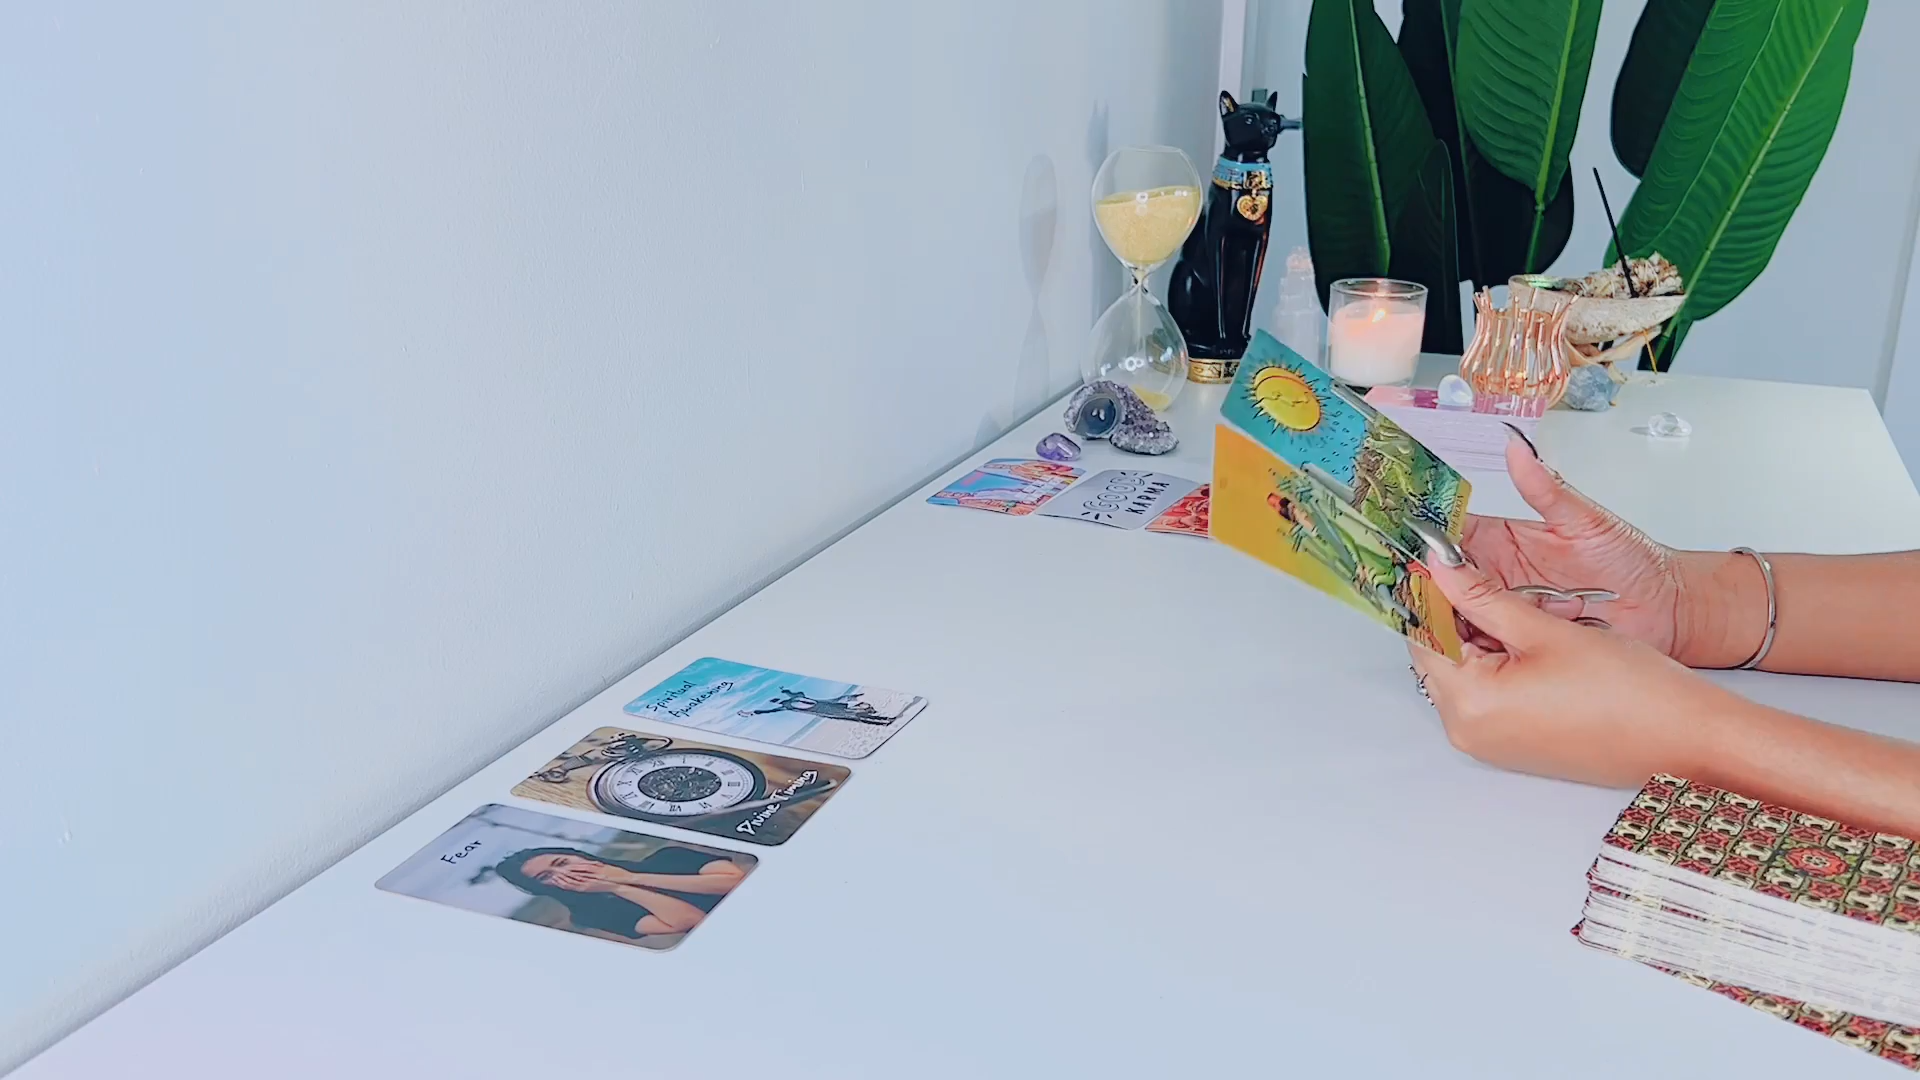 GOOD
KARMA
Spiritual
Awakening
Divine Timing
Fear